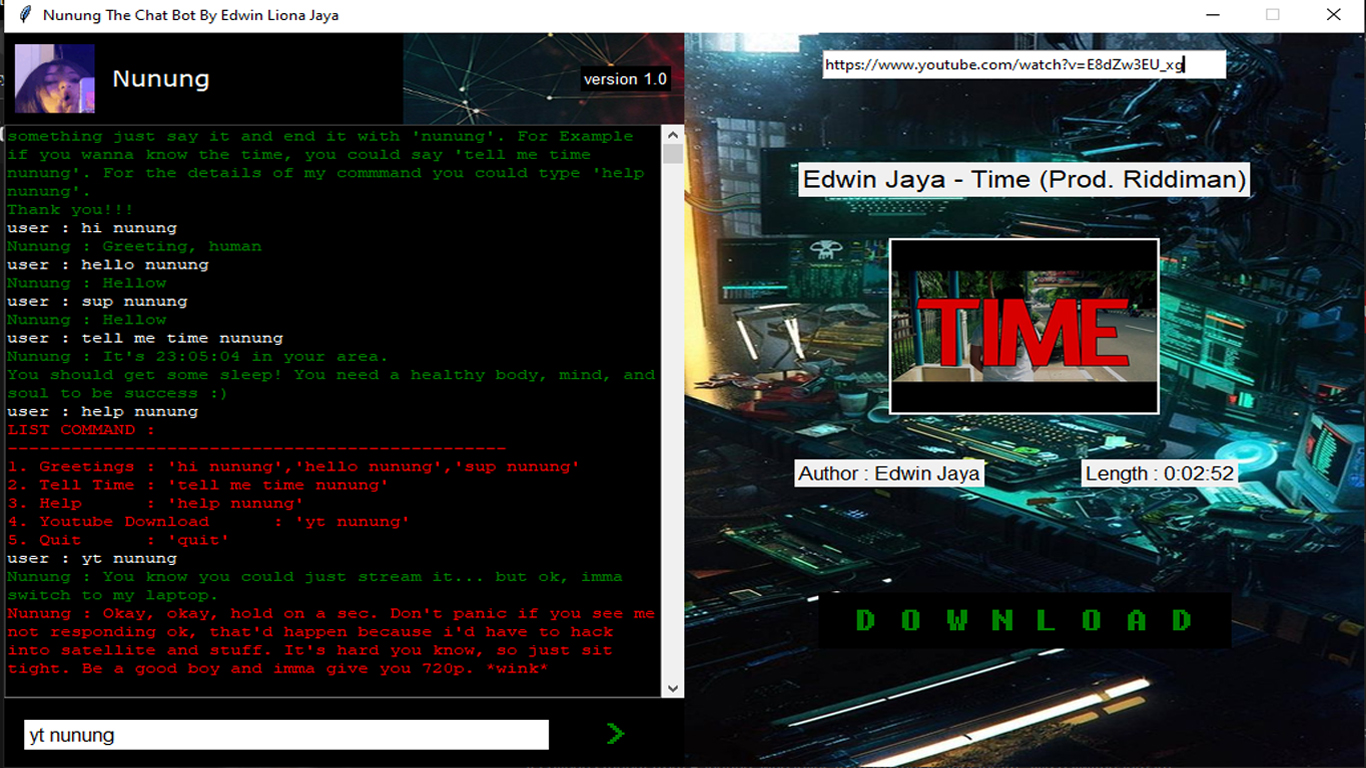 Nunung The Chat Bot By Edwin Liona Jaya
Nunung
version 1.0
something just say it and end it with 'nunung'. For Example
if you wanna know the time, you could say 'tell me time
nunung'. For the details of my commmand you could type 'help
nunung'.
Thank you!!!
user : hi nunung
Nunung : Greeting, human
user : hello nunung
Nunung : Hellow
user : sup nunung
Nunung : Hellow
user : tell me time nunung
Nunung : It's 23:05:04 in your area.
You should get some sleep! You need a healthy body, mind, and
soul to be success :)
user : help nunung
LIST COMMAND :
-----------------------------------------------
1. Greetings : 'hi nunung','hello nunung','sup nunung'
2. Tell Time : 'tell me time nunung'
3. Help : 'help nunung'
4. Youtube Download : 'yt nunung'
5. Quit : 'quit'
user : yt nunung
Nunung : You know you could just stream it... but ok, imma
switch to my laptop.
Nunung : Okay, okay, hold on a sec. Don't panic if you see me
not responding ok, that'd happen because i'd have to hack
into satellite and stuff. It's hard you know, so just sit
tight. Be a good boy and imma give you 720p. *wink*
yt nunung
>
https://www.youtube.com/watch?v=E8dZw3EU_xg
Edwin Jaya - Time (Prod. Riddiman)
TIME
Author : Edwin Jaya
Length : 0:02:52
D O W N L O A D